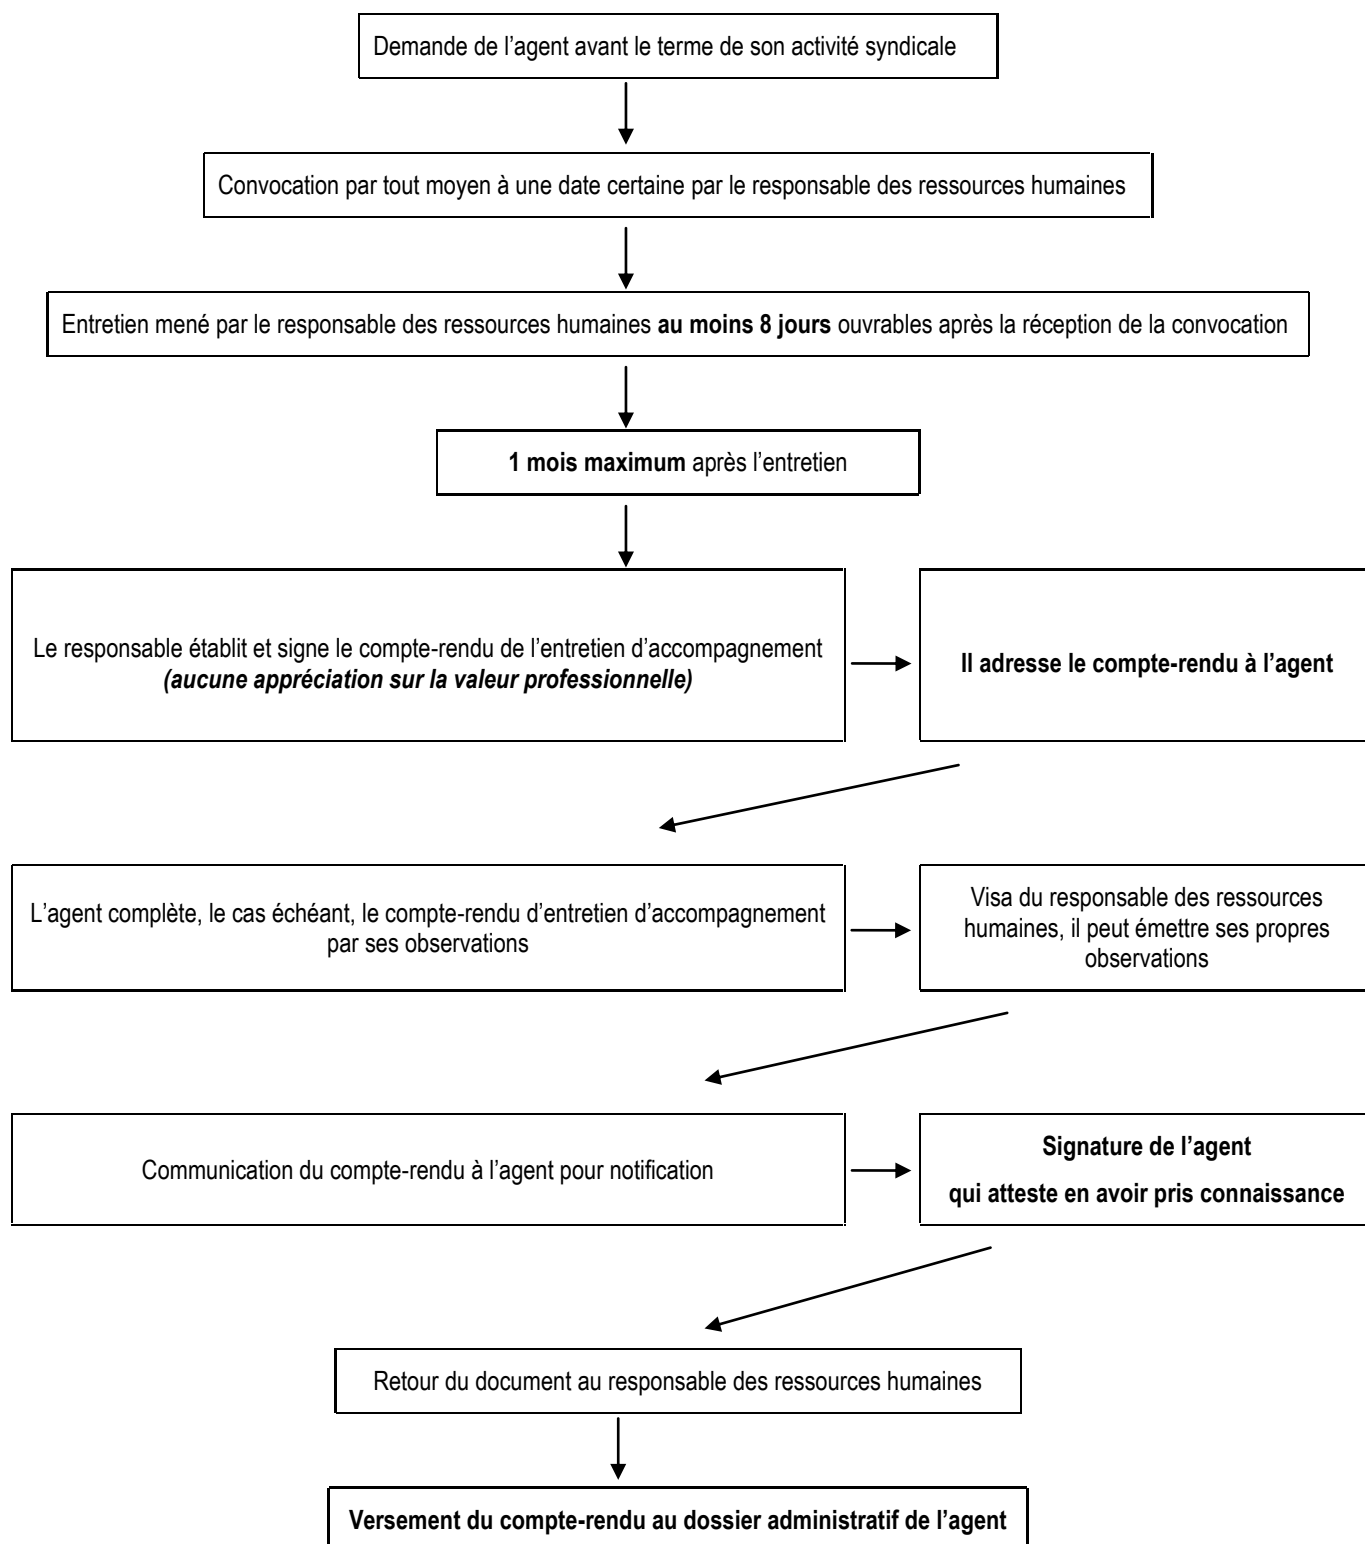 Demande de l’agent avant le terme de son activité syndicale
Convocation par tout moyen à une date certaine par le responsable des ressources humaines
Entretien mené par le responsable des ressources humaines au moins 8 jours ouvrables après la réception de la convocation
1 mois maximum après l’entretien
Le responsable établit et signe le compte-rendu de l’entretien d’accompagnement
(aucune appréciation sur la valeur professionnelle)
Il adresse le compte-rendu à l’agent
L’agent complète, le cas échéant, le compte-rendu d’entretien d’accompagnement
par ses observations
Visa du responsable des ressources
humaines, il peut émettre ses propres
observations
Communication du compte-rendu à l’agent pour notification
Signature de l’agent
qui atteste en avoir pris connaissance
Retour du document au responsable des ressources humaines
Versement du compte-rendu au dossier administratif de l’agent